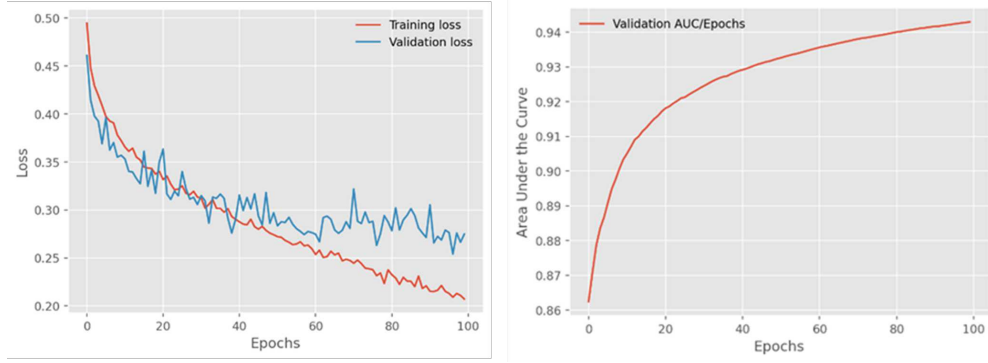 0.50
0.45
0.40
0.35
0.30
0.25
0.20
Loss
Training loss
Validation loss
0 20 40 60 80 100
Epochs
0.94
0.93
0.92
0.91
0.90
0.89
0.88
0.87
0.86
Area Under the Curve
Validation AUC/Epochs
0 20 40 60 80 100
Epochs